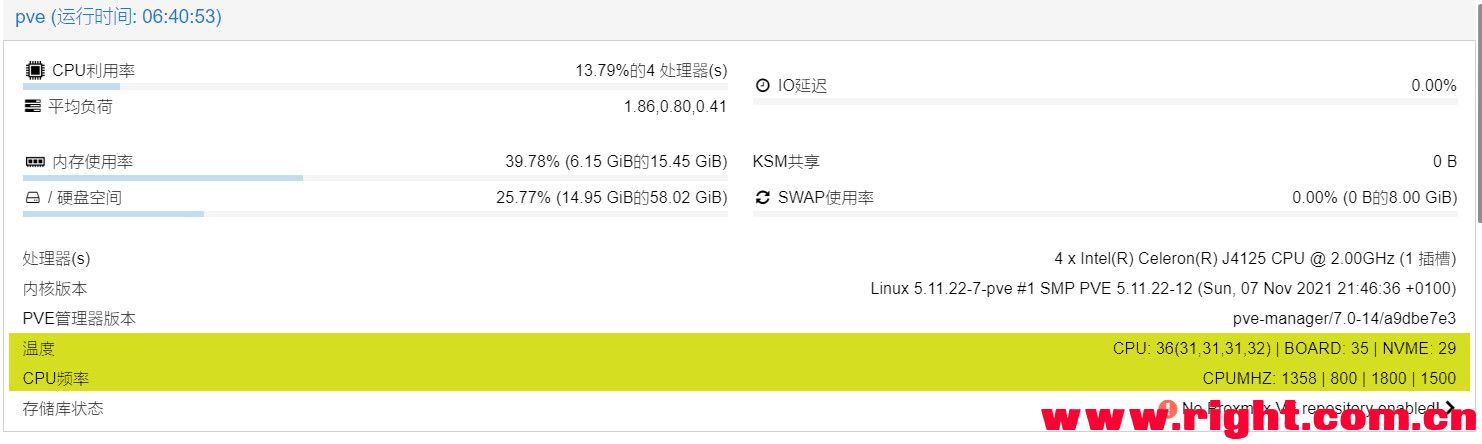 pve (运行时间: 06:40:53)
CPU利用率 13.79%的4 处理器(s)
IO延迟 0.00%
平均负荷 1.86,0.80,0.41
内存使用率 39.78% (6.15 GiB的15.45 GiB)
KSM共享 0 B
/ 硬盘空间 25.77% (14.95 GiB的58.02 GiB)
SWAP使用率 0.00% (0 B的8.00 GiB)
处理器(s) 4 x Intel(R) Celeron(R) J4125 CPU @ 2.00GHz (1 插槽)
内核版本 Linux 5.11.22-7-pve #1 SMP PVE 5.11.22-12 (Sun, 07 Nov 2021 21:46:36 +0100)
PVE管理器版本 pve-manager/7.0-14/a9dbe7e3
温度 CPU: 36(31,31,31,32) | BOARD: 35 | NVME: 29
CPU频率 CPUMHZ: 1358 | 800 | 1800 | 1500
存储库状态 No Proxmox VE repository enabled!
www.right.com.cn